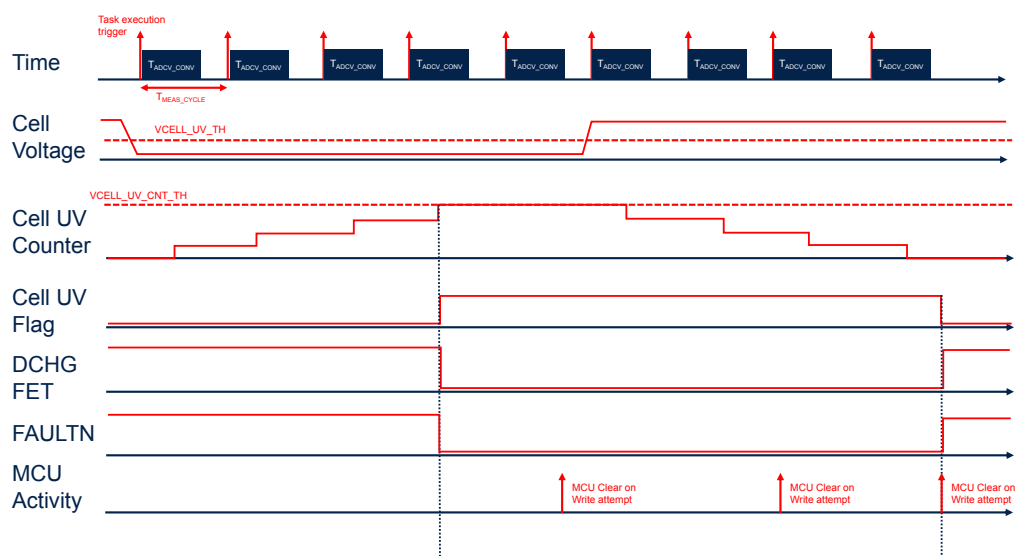 Task execution
trigger
Time
TADCV_CONV TADCV_CONV TADCV_CONV TADCV_CONV TADCV_CONV TADCV_CONV TADCV_CONV TADCV_CONV TADCV_CONV
TMEAS_CYCLE
Cell
Voltage
VCELL_UV_TH
VCELL_UV_CNT_TH
Cell UV
Counter
Cell UV
Flag
DCHG
FET
FAULTN
MCU
Activity
MCU Clear on
Write attempt
MCU Clear on
Write attempt
MCU Clear on
Write attempt